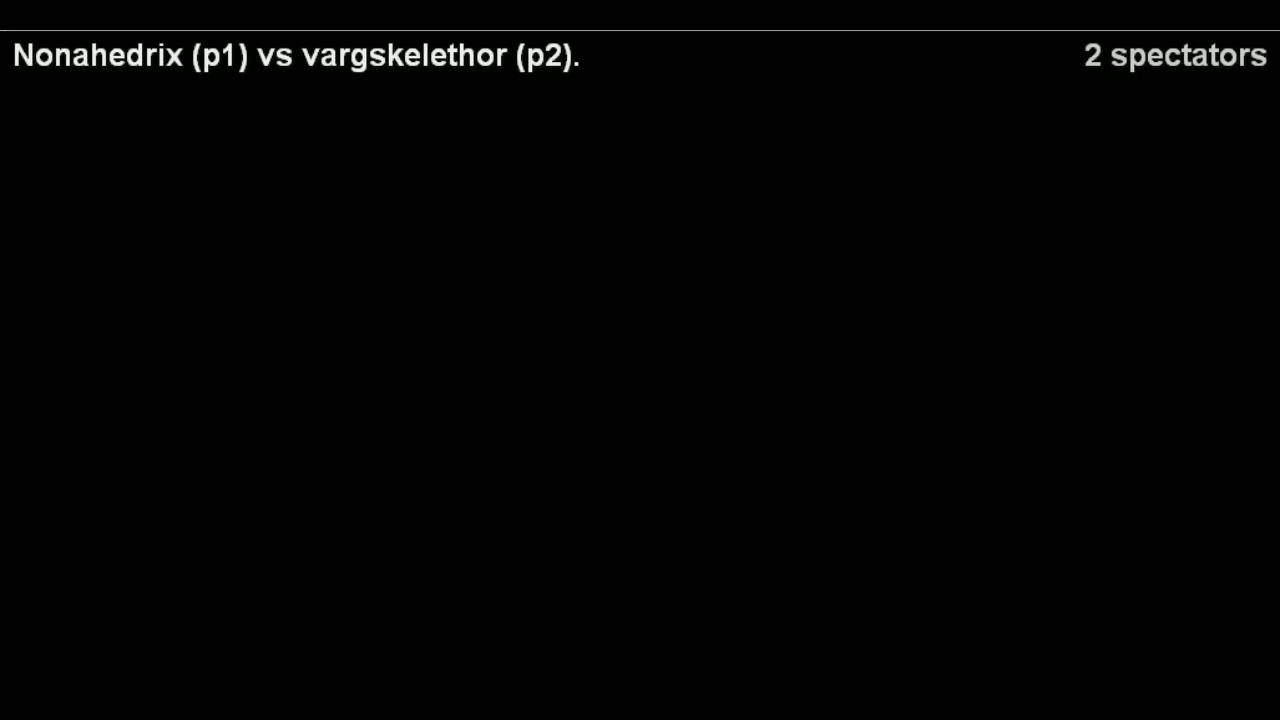 Nonahedrix (p1) vs vargskelethor (p2).
2 spectators